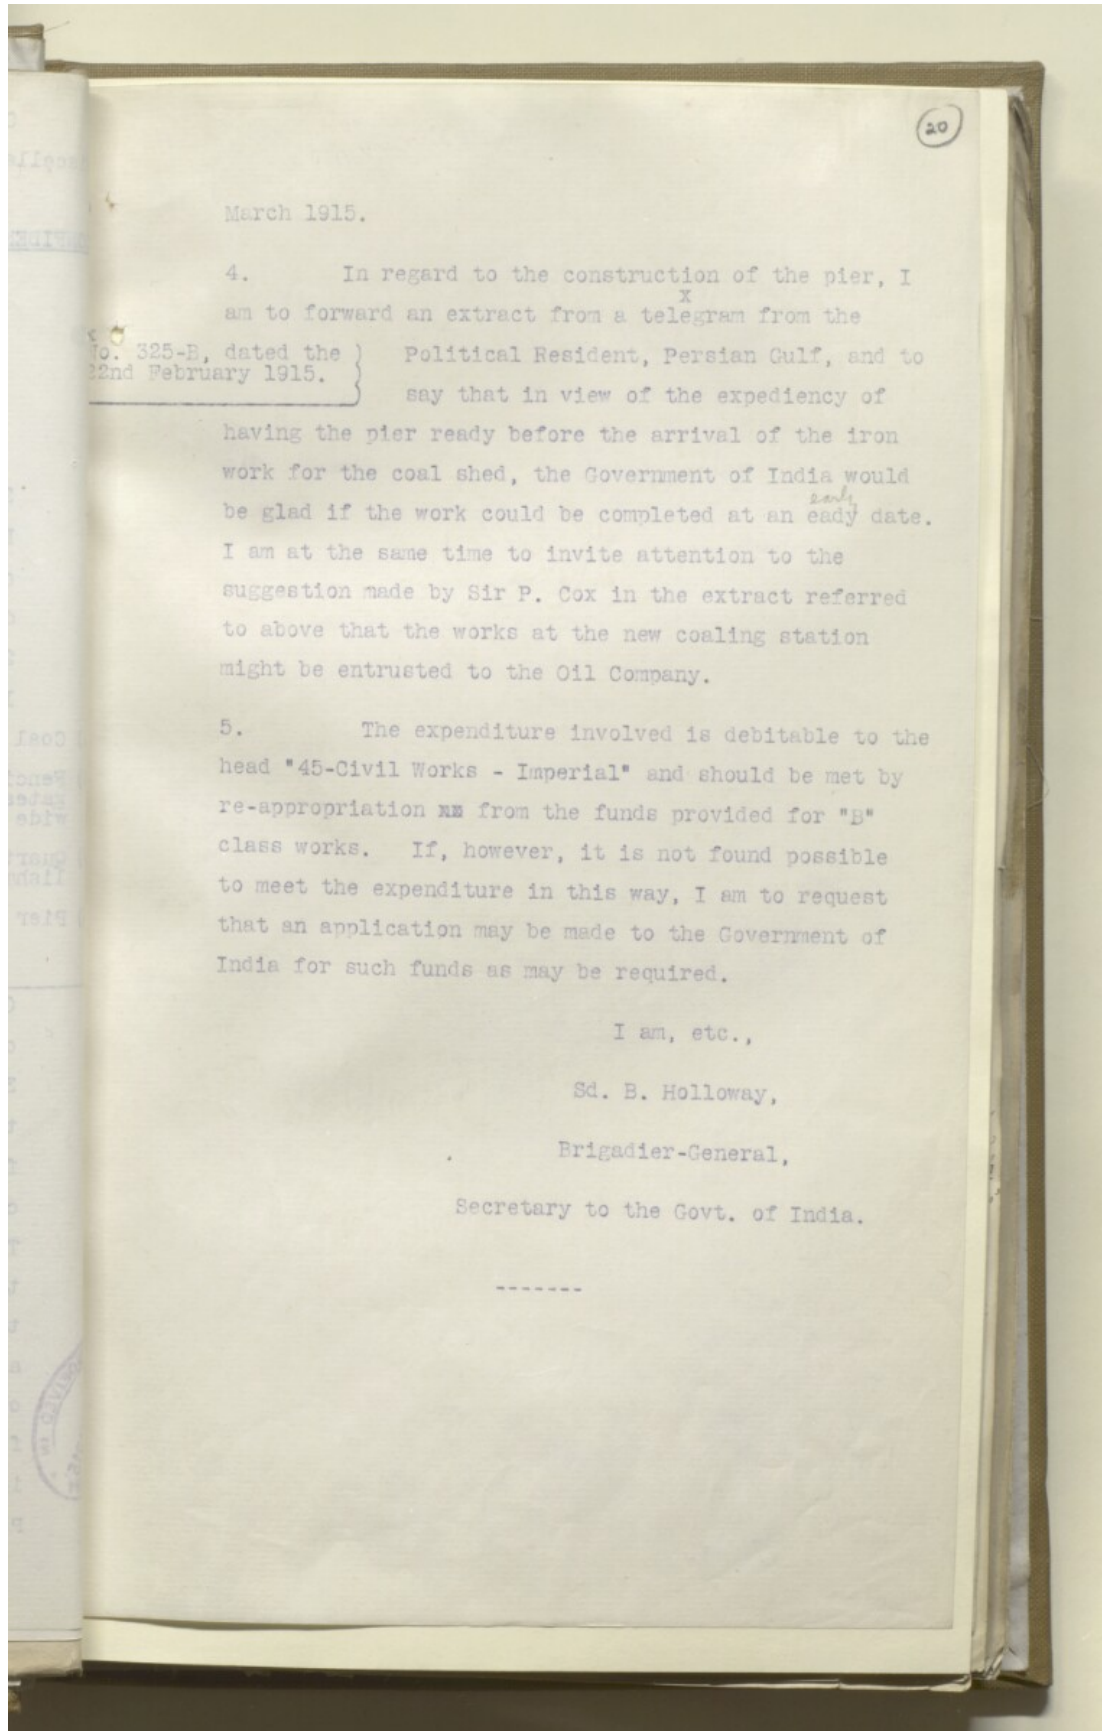 20
March 1915.
4. In regard to the construction of the pier, I
x
am to forward an extract from a telegram from the
x
No. 325-B, dated the
22nd February 1915.
Political Resident, Persian Gulf, and to
say that in view of the expediency of
having the pier ready before the arrival of the iron
work for the coal shed, the Government of India would
early
be glad if the work could be completed at an eady date.
I am at the same time to invite attention to the
suggestion made by Sir P. Cox in the extract referred
to above that the works at the new coaling station
might be entrusted to the Oil Company.
5. The expenditure involved is debitable to the
head "45-Civil Works - Imperial" and should be met by
re-appropriation from the funds provided for "B"
class works. If, however, it is not found possible
to meet the expenditure in this way, I am to request
that an application may be made to the Government of
India for such funds as may be required.
I am, etc.,
Sd. B. Holloway,
Brigadier-General,
Secretary to the Govt. of India.
-------